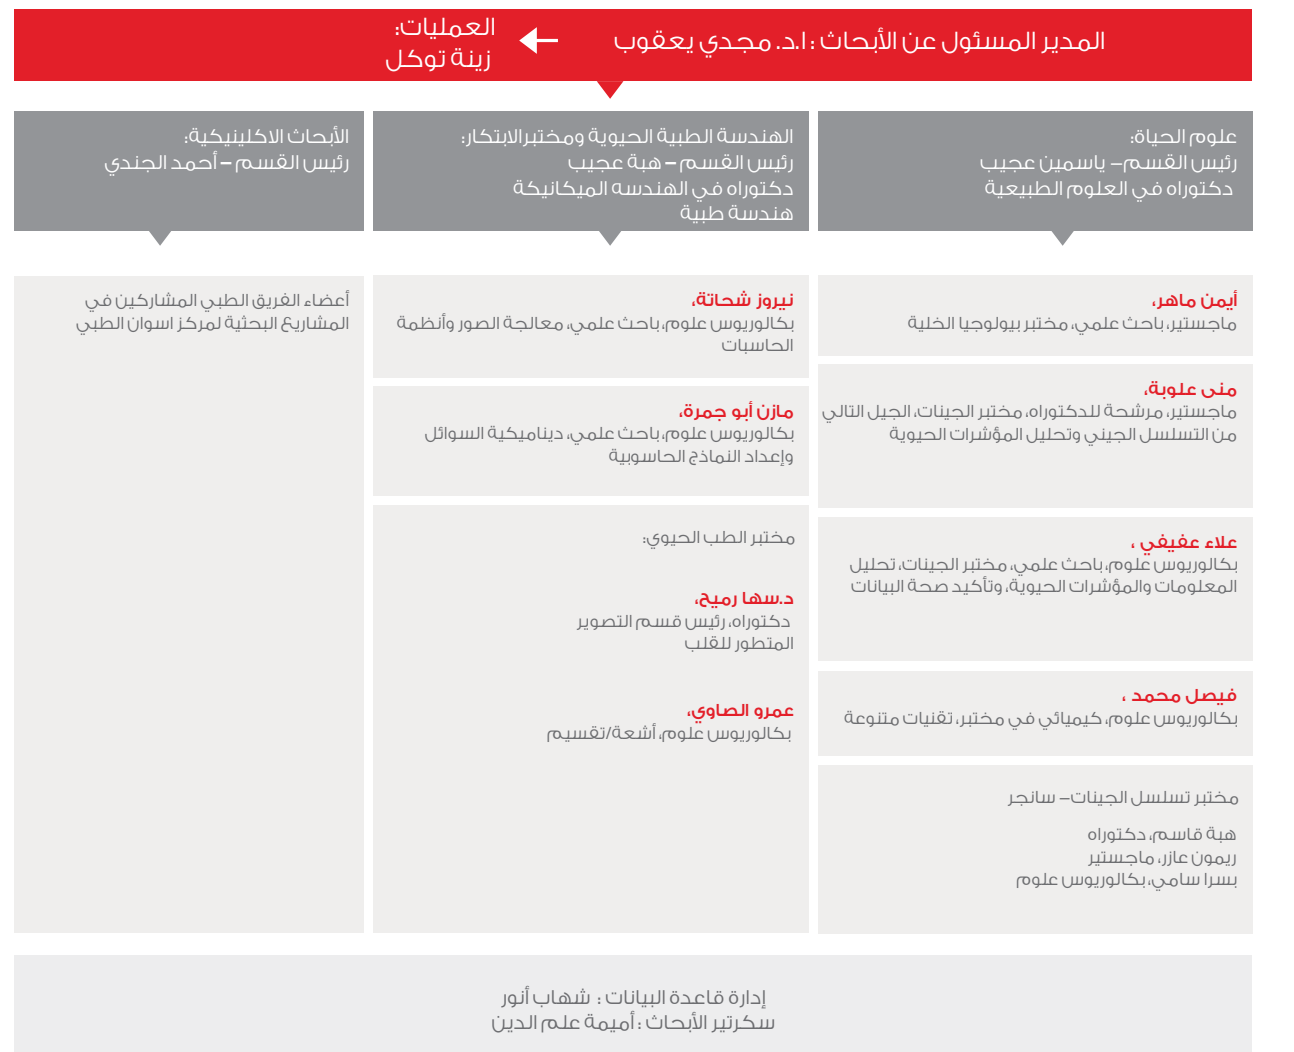 المدير المسئول عن الأبحاث : ا.د. مجدي يعقوب
العمليات:
زينة توكل
علوم الحياة:
رئيس القسم– ياسمين عجيب
دكتوراه في العلوم الطبيعية
الهندسة الطبية الحيوية ومختبرالابتكار:
رئيس القسم – هبة عجيب
دكتوراه في الهندسه الميكانيكة
هندسة طبية
الأبحاث الاكلينيكية:
رئيس القسم – أحمد الجندي
أيمن ماهر،
ماجستير، باحث علمي، مختبر بيولوجيا الخلية
منى علوبة،
ماجستير، مرشحة للدكتوراه، مختبر الجينات، الجيل التالي
من التسلسل الجيني وتحليل المؤشرات الحيوية
علاء عفيفي ،
بكالوريوس علوم، باحث علمي، مختبر الجينات، تحليل
المعلومات والمؤشرات الحيوية، وتأكيد صحة البيانات
فيصل محمد ،
بكالوريوس علوم، كيميائي في مختبر، تقنيات متنوعة
مختبر تسلسل الجينات– سانجر
هبة قاسم، دكتوراه
ريمون عازر، ماجستير
بسرا سامي، بكالوريوس علوم
نيروز شحاتة،
بكالوريوس علوم، باحث علمي، معالجة الصور وأنظمة
الحاسبات
مازن أبو جمرة،
بكالوريوس علوم، باحث علمي، ديناميكية السوائل
وإعداد النماذج الحاسوبية
مختبر الطب الحيوي:
د.سها رميح،
دكتوراه، رئيس قسم التصوير
المتطور للقلب
عمرو الصاوي،
بكالوريوس علوم، أشعة/تقسيم
أعضاء الفريق الطبي المشاركين في
المشاريع البحثية لمركز اسوان الطبي
إدارة قاعدة البيانات : شهاب أنور
سكرتير الأبحاث : أميمة علم الدين